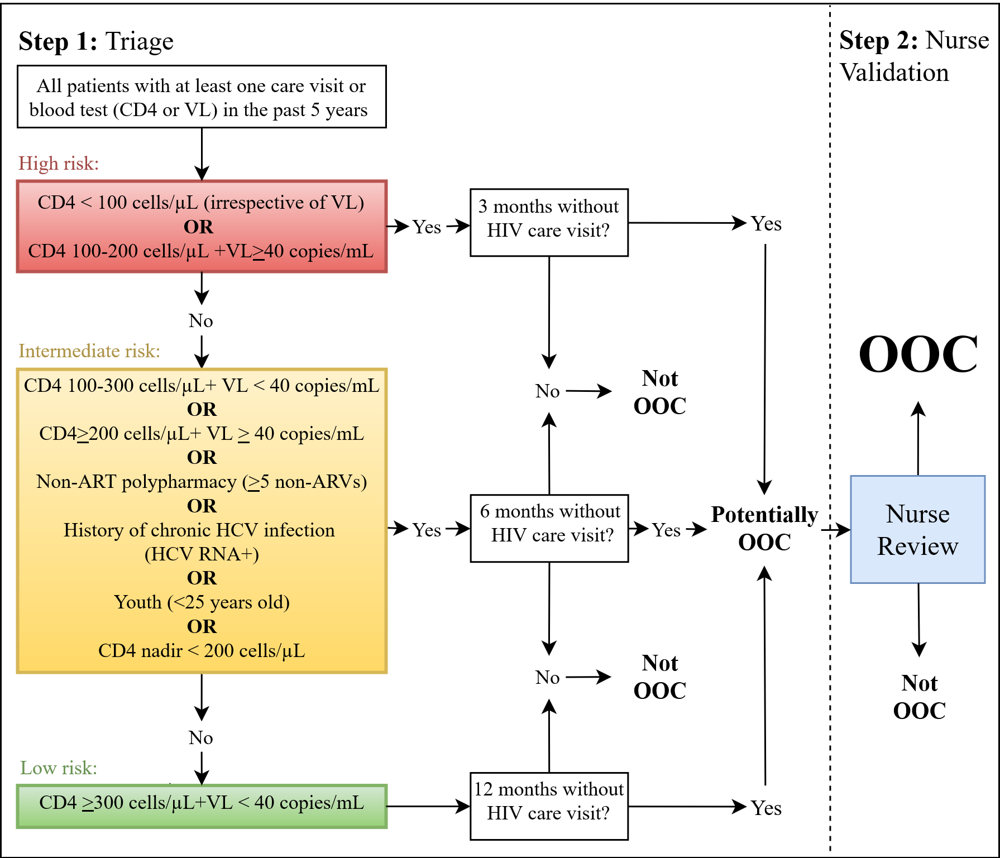 Step 1: Triage
All patients with at least one care visit or
blood test (CD4 or VL) in the past 5 years
High risk:
CD4 < 100 cells/µL (irrespective of VL)
OR
CD4 100-200 cells/µL +VL≥40 copies/mL
Yes
3 months without
HIV care visit?
Yes
No
Intermediate risk:
CD4 100-300 cells/µL+ VL < 40 copies/mL
OR
CD4≥200 cells/µL+ VL ≥ 40 copies/mL
OR
Non-ART polypharmacy (≥5 non-ARVs)
OR
History of chronic HCV infection
(HCV RNA+)
OR
Youth (<25 years old)
OR
CD4 nadir < 200 cells/µL
Yes
6 months without
HIV care visit?
Yes
No
Not
OOC
Potentially
OOC
No
Not
OOC
No
Low risk:
CD4 ≥300 cells/µL+VL < 40 copies/mL
12 months without
HIV care visit?
Yes
Step 2: Nurse
Validation
OOC
Nurse
Review
Not
OOC